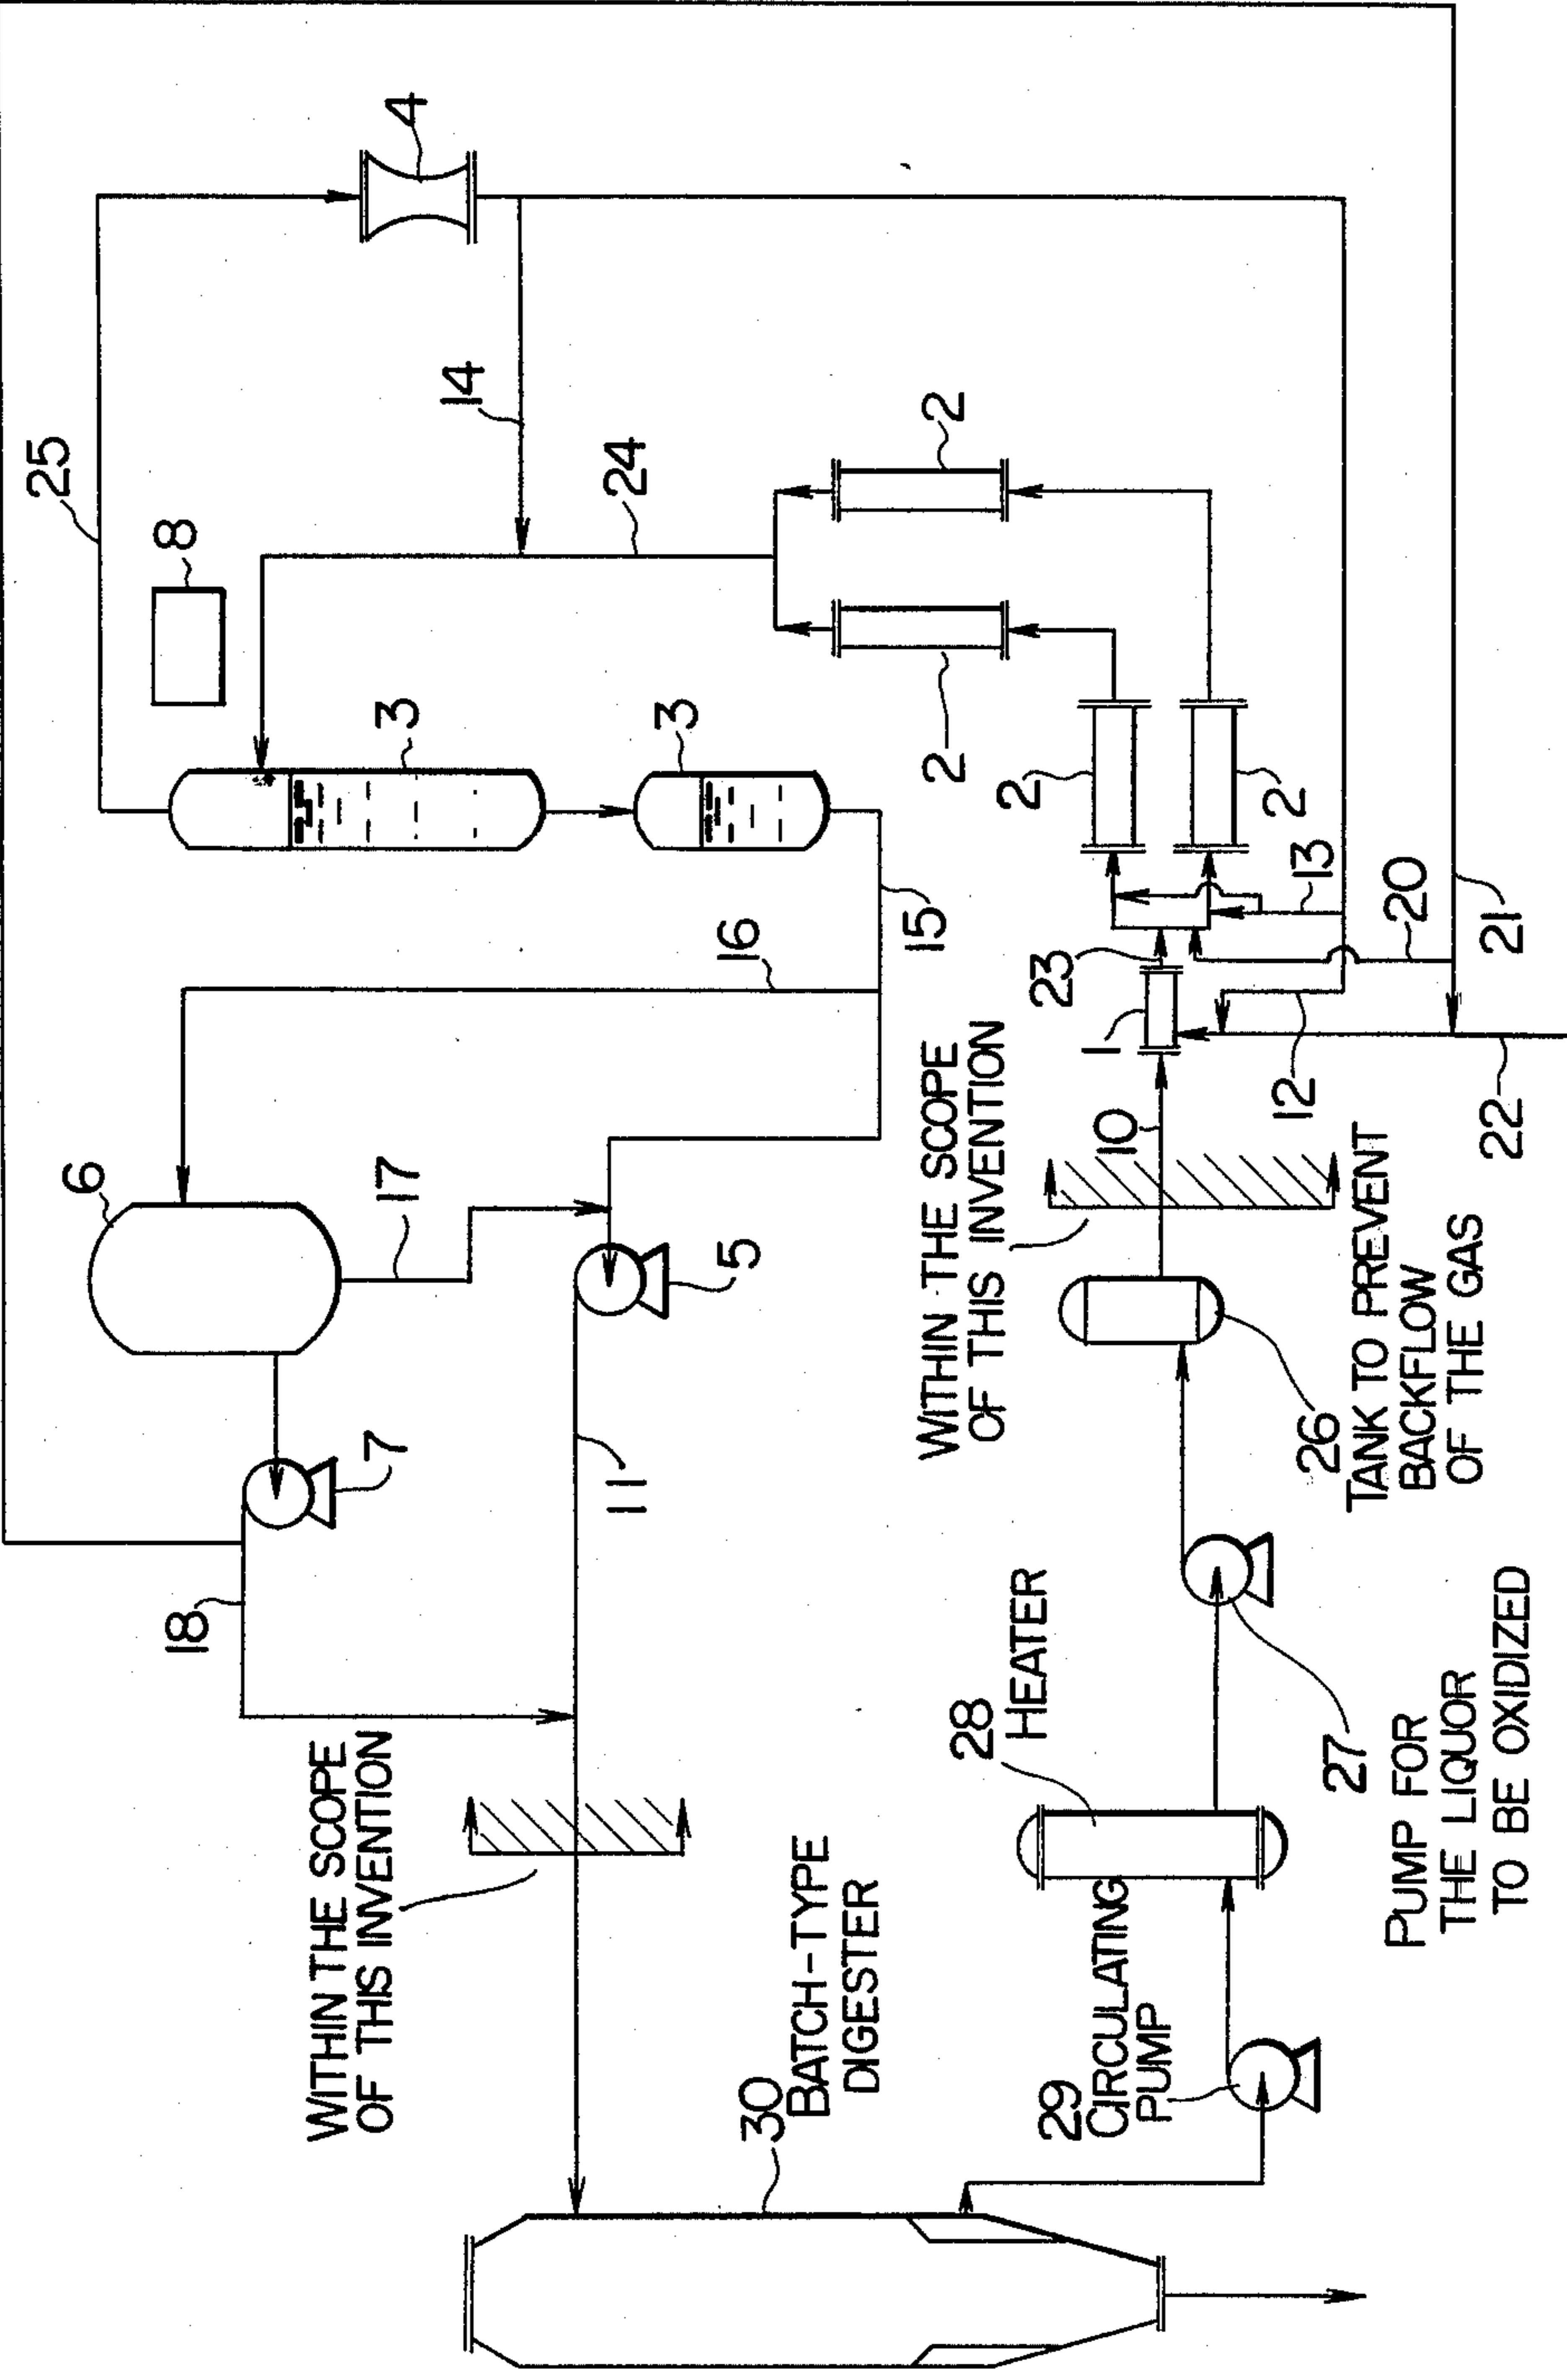 25
8
4
14
24
2
2
3
3
2
2
13
20
21
15
16
23
1
12
22
WITHIN THE SCOPE
OF THIS INVENTION
10
6
17
5
26
TANK TO PREVENT
BACKFLOW
OF THE GAS
7
11
18
28
HEATER
27
PUMP FOR
THE LIQUOR
TO BE OXIDIZED
WITHIN THE SCOPE
OF THIS INVENTION
30
BATCH-TYPE
DIGESTER
29
CIRCULATING
PUMP